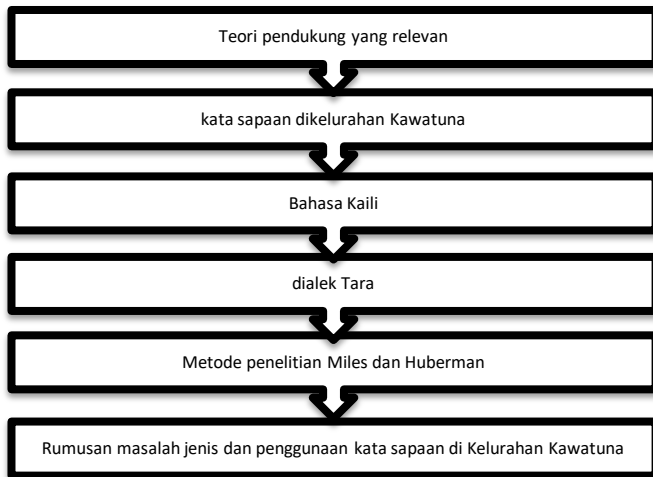 Teori pendukung yang relevan
kata sapaan dikelurahan Kawatuna
Bahasa Kaili
dialek Tara
Metode penelitian Miles dan Huberman
Rumusan masalah jenis dan penggunaan kata sapaan di Kelurahan Kawatuna